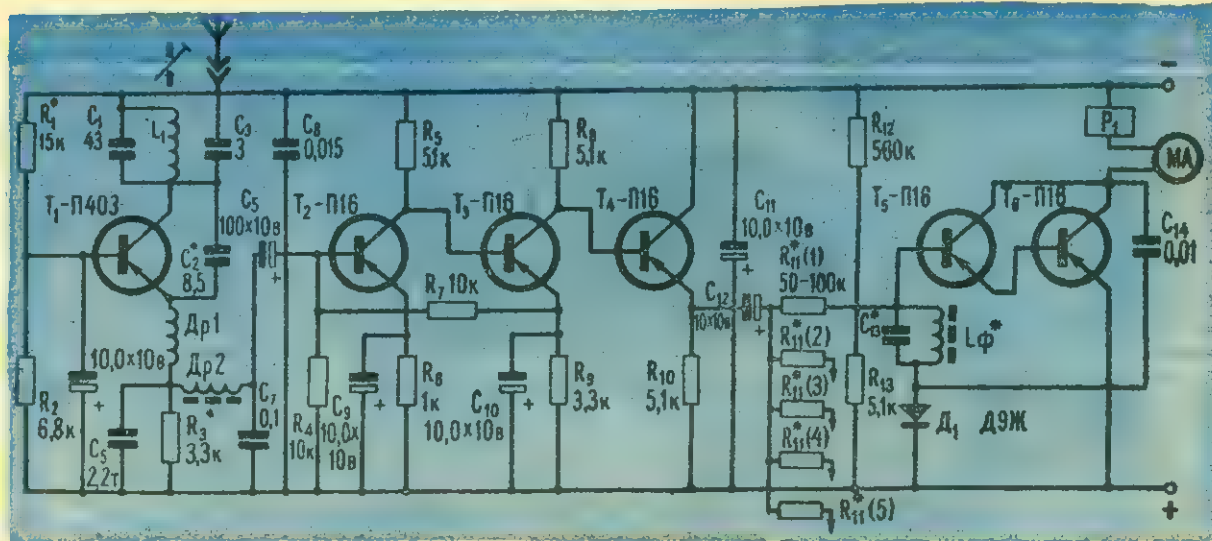 R₁*
15к
C₁
43
L₁
C₃
3
C₈
0,015
R₅
5,1к
R₈
5,1к
R₁₂
560к
−
P₁
МА
T₁-П403
C₅
100×10в
T₂-П16
T₃-П16
T₄-П16
C₁₁
10,0×10в
T₅-П16
T₆-П16
C₁₄
0,01
C₂*
8,5
R₇ 10к
R₁₁*(1)
50-100к
C₁₂
10×10в
C₁₃*
Lф*
Др1
Др2
10,0×10в
R₁₁*(2)
R₁₁*(3)
R₁₁*(4)
R₁₁*(5)
R₂
6,8к
C₅
2,2т
R₃
3,3к
C₇
0,1
R₄
10к
C₉
10,0×
10в
R₆
1к
C₁₀
10,0×10в
R₉
3,3к
R₁₀
5,1к
R₁₃
5,1к
Д₁ Д9Ж
+